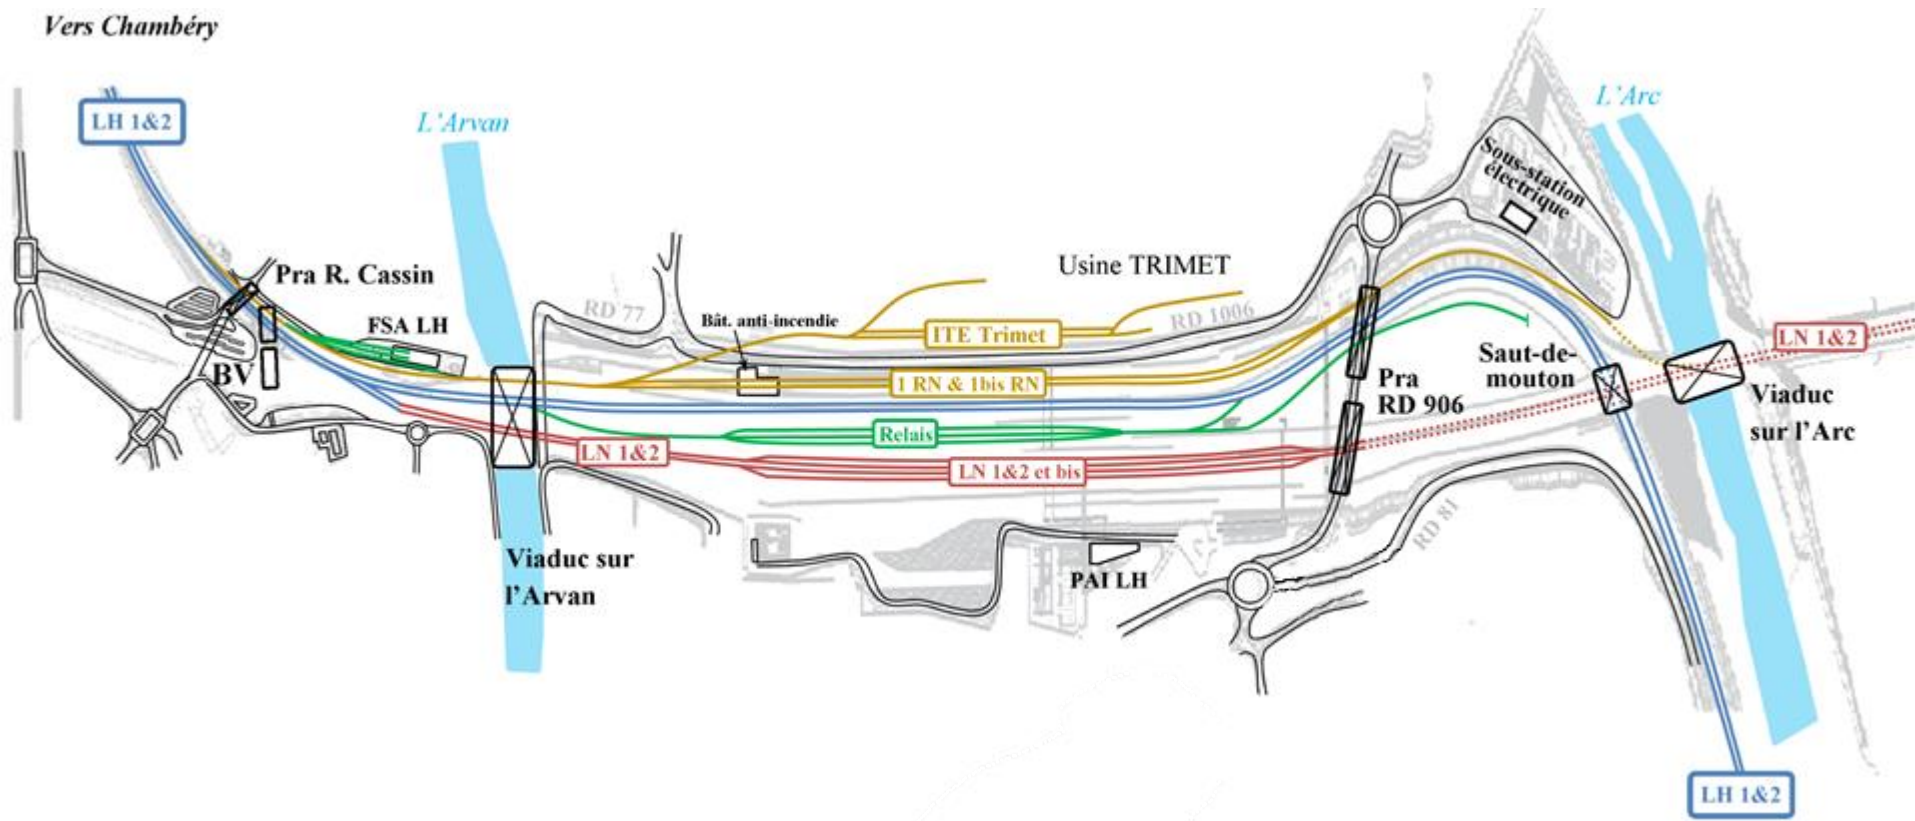 Vers Chambéry
LH 1&2
L'Arvan
L'Arc
Sous-station
électrique
Pra R. Cassin
Usine TRIMET
RD 77
RD 1006
FSA LH
Bât. anti-incendie
ITE Trimet
LN 1&2
BV
1 RN & 1bis RN
Saut-de-
mouton
Pra
RD 906
Viaduc
sur l'Arc
Relais
LN 1&2
LN 1&2 et bis
RD 81
Viaduc sur
l'Arvan
PAI LH
LH 1&2